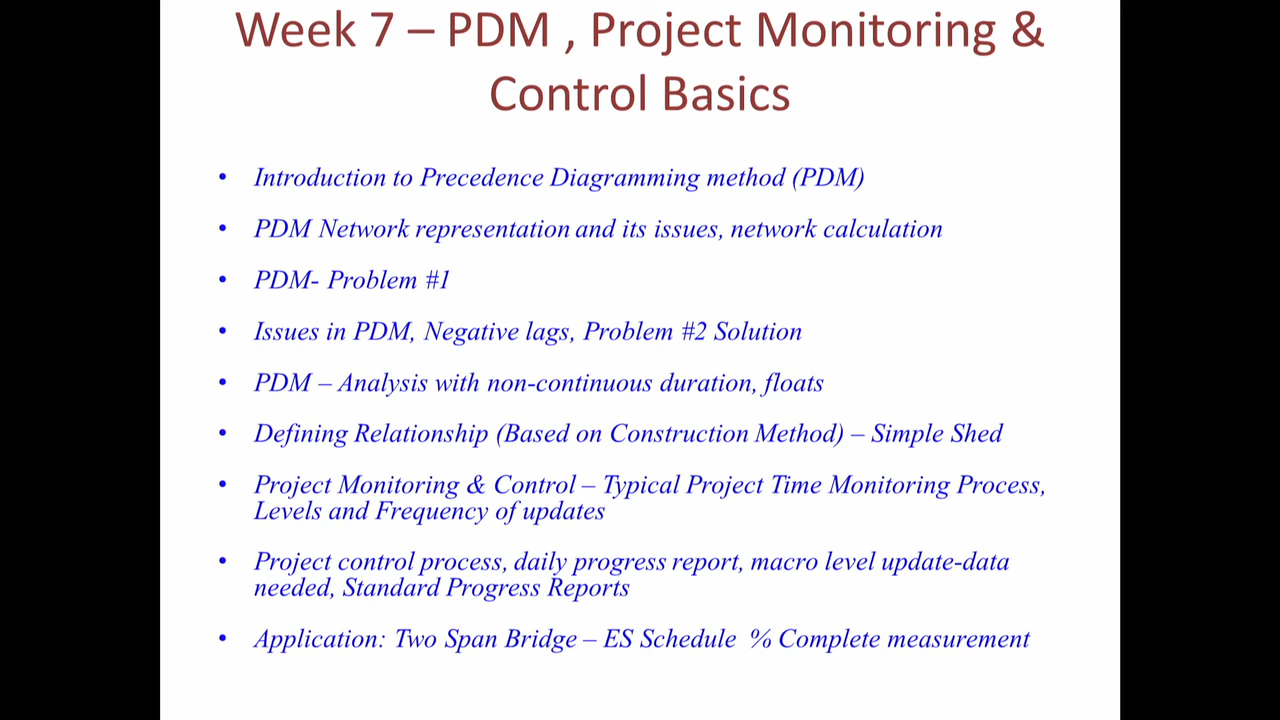 Week 7 – PDM , Project Monitoring &
Control Basics
• Introduction to Precedence Diagramming method (PDM)
• PDM Network representation and its issues, network calculation
• PDM- Problem #1
• Issues in PDM, Negative lags, Problem #2 Solution
• PDM – Analysis with non-continuous duration, floats
• Defining Relationship (Based on Construction Method) – Simple Shed
• Project Monitoring & Control – Typical Project Time Monitoring Process,
Levels and Frequency of updates
• Project control process, daily progress report, macro level update-data
needed, Standard Progress Reports
• Application: Two Span Bridge – ES Schedule % Complete measurement